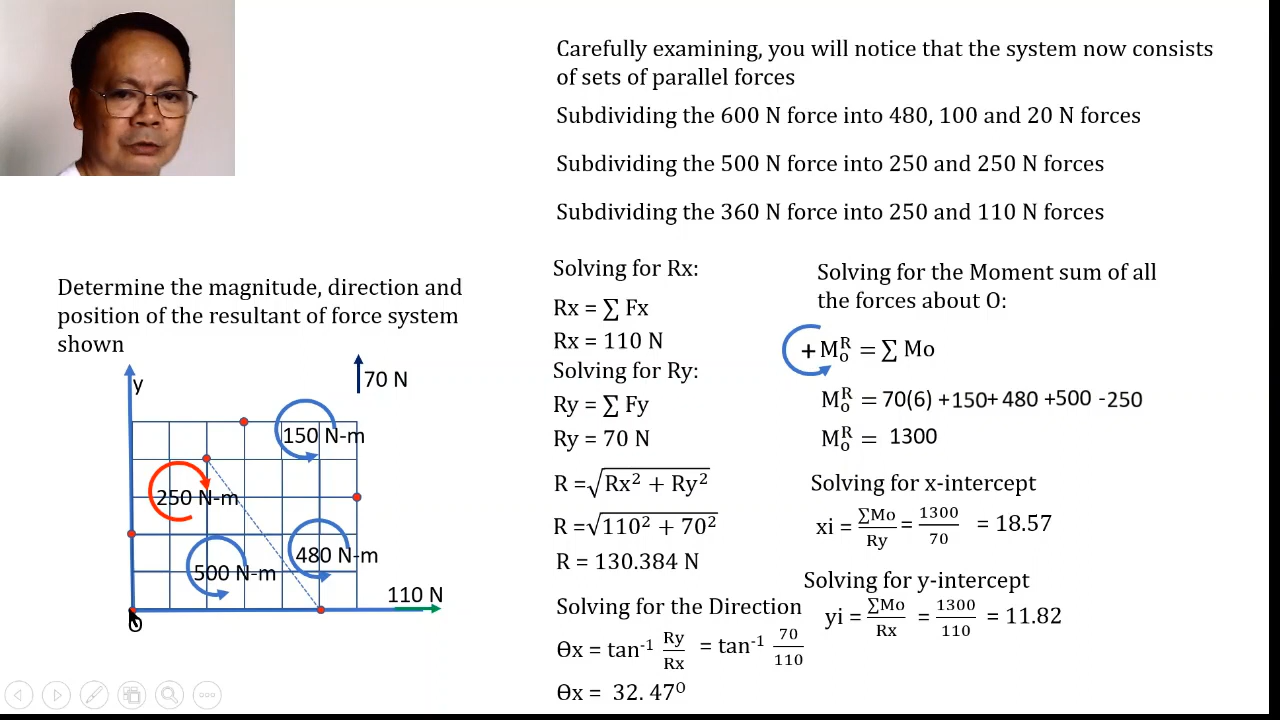 Carefully examining, you will notice that the system now consists
of sets of parallel forces
Subdividing the 600 N force into 480, 100 and 20 N forces
Subdividing the 500 N force into 250 and 250 N forces
Subdividing the 360 N force into 250 and 110 N forces
Determine the magnitude, direction and
position of the resultant of force system
shown
y
70 N
150 N-m
250 N-m
480 N-m
500 N-m
110 N
O
Solving for Rx:
Rx = ∑ Fx
Rx = 110 N
Solving for Ry:
Ry = ∑ Fy
Ry = 70 N
R =√(Rx² + Ry²)
R =√(110² + 70²)
R = 130.384 N
Solving for the Direction
Θx = tan⁻¹ Ry/Rx = tan⁻¹ 70/110
Θx = 32. 47⁰
Solving for the Moment sum of all
the forces about O:
+ M₀ᴿ = ∑ Mo
M₀ᴿ = 70(6) +150+ 480 +500 -250
M₀ᴿ = 1300
Solving for x-intercept
xi = ∑Mo/Ry = 1300/70 = 18.57
Solving for y-intercept
yi = ∑Mo/Rx = 1300/110 = 11.82